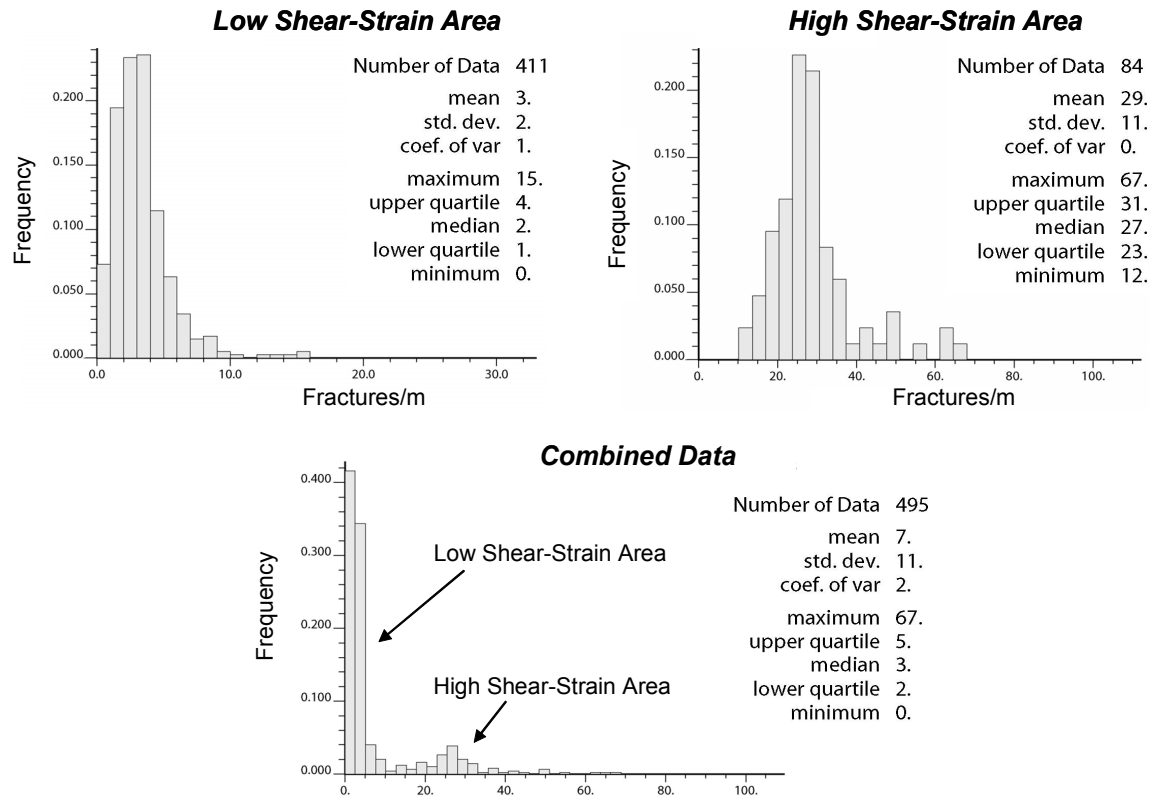 Low Shear-Strain Area
Number of Data 411
mean 3.
std. dev. 2.
coef. of var 1.
maximum 15.
upper quartile 4.
median 2.
lower quartile 1.
minimum 0.
Frequency
0.200
0.150
0.100
0.050
0.000
0.0 10.0 20.0 30.0
Fractures/m
High Shear-Strain Area
Number of Data 84
mean 29.
std. dev. 11.
coef. of var 0.
maximum 67.
upper quartile 31.
median 27.
lower quartile 23.
minimum 12.
Frequency
0.200
0.150
0.100
0.050
0.000
0. 20. 40. 60. 80. 100.
Fractures/m
Combined Data
Number of Data 495
mean 7.
std. dev. 11.
coef. of var 2.
maximum 67.
upper quartile 5.
median 3.
lower quartile 2.
minimum 0.
Low Shear-Strain Area
High Shear-Strain Area
Frequency
0.400
0.300
0.200
0.100
0.000
0. 20. 40. 60. 80. 100.